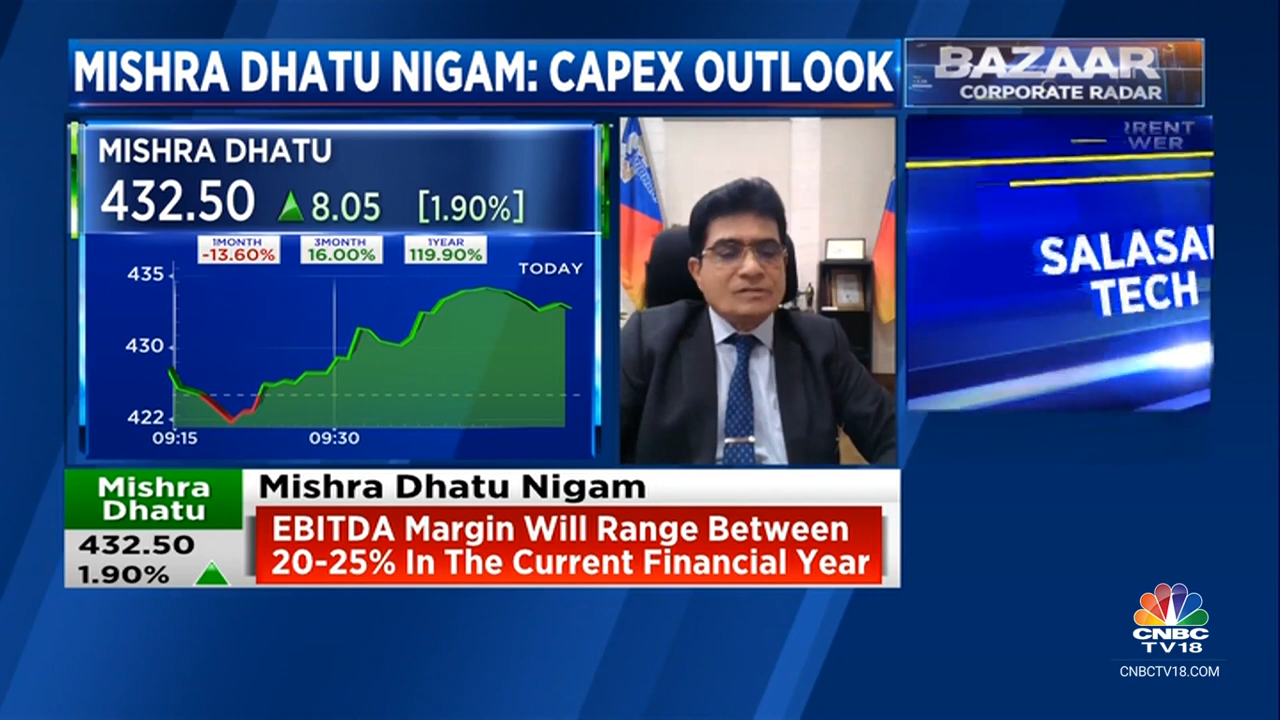 MISHRA DHATU NIGAM: CAPEX OUTLOOK
BAZAAR
CORPORATE RADAR
MISHRA DHATU
432.50 ▲ 8.05 [1.90%]
1MONTH
-13.60%
3MONTH
16.00%
1YEAR
119.90%
TODAY
435
430
422
09:15
09:30
SALASA
TECH
Mishra
Dhatu
432.50
1.90%
Mishra Dhatu Nigam
EBITDA Margin Will Range Between
20-25% In The Current Financial Year
CNBC
TV18
CNBCTV18.COM